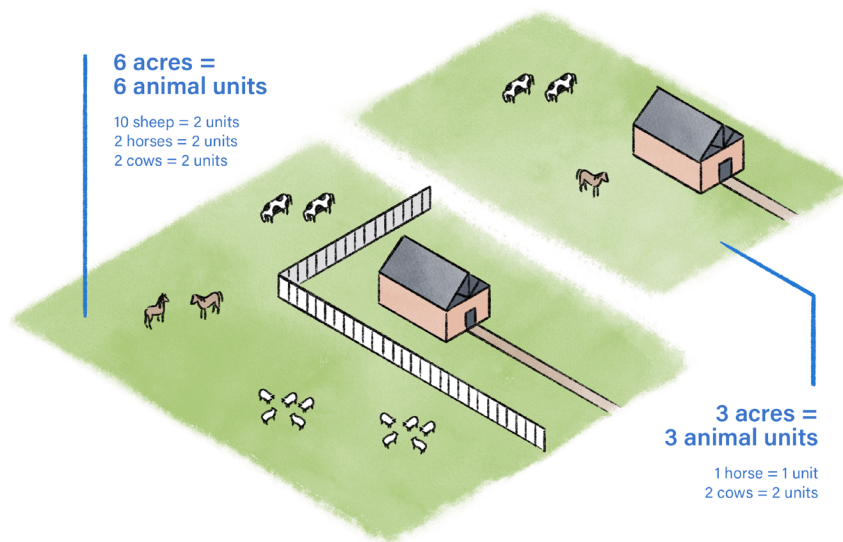 6 acres =
6 animal units
10 sheep = 2 units
2 horses = 2 units
2 cows = 2 units
3 acres =
3 animal units
1 horse = 1 unit
2 cows = 2 units